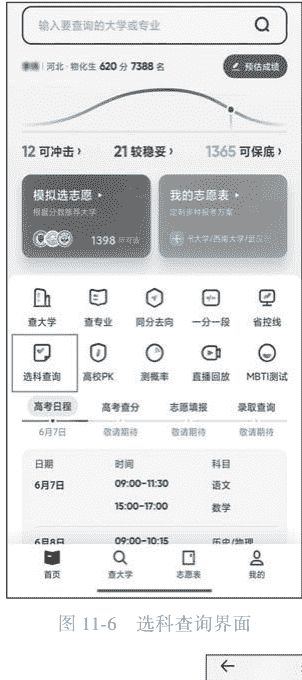 输入要查询的大学或专业
河北·物化生 620 分 7388 名
预估成绩
12 可冲击›
21 较稳妥›
1365 可保底›
模拟选志愿
根据分数推荐大学
1398
我的志愿表
定制多种报考方案
查大学 查专业 同分去向 一分一段 省控线
选科查询 高校PK 测概率 直播回放 MBTI测试
高考日程 高考查分 志愿填报 录取查询
6月7日 敬请期待 敬请期待 敬请期待
日期 时间 科目
6月7日 09:00-11:30 语文
15:00-17:00 数学
6月8日 09:00-10:15 历史/物理
首页 查大学 志愿表 我的
图 11-6 选科查询界面